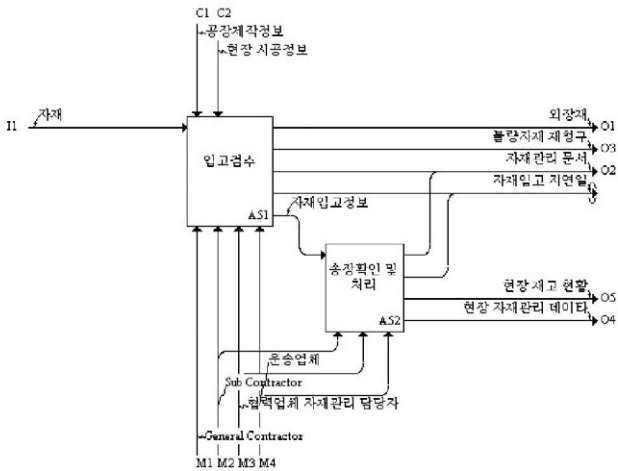 C1 C2
공장제작정보
현장 시공정보
I1
자재
입고검수
A51
외장재
O1
불량자재 재청구
O3
자재관리 문서
O2
자재입고 지연일
자재입고정보
송장확인 및
처리
A52
현장 재고 현황
O5
현장 자재관리 데이타
O4
운송업체
Sub Contractor
협력업체 자재관리 담당자
General Contractor
M1 M2 M3 M4